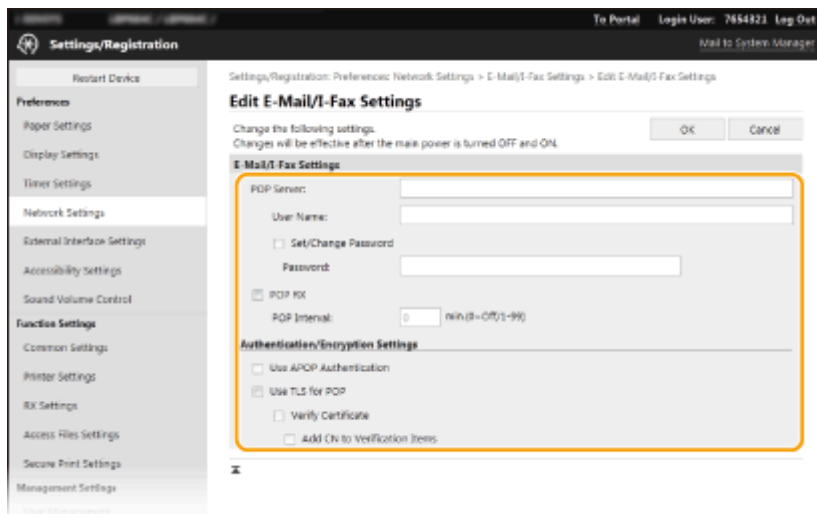 To Portal Login User: 7654321 Log Out
Settings/Registration
Mail to System Manager
Restart Device
Preferences
Paper Settings
Display Settings
Timer Settings
Network Settings
External Interface Settings
Accessibility Settings
Sound Volume Control
Function Settings
Common Settings
Printer Settings
RX Settings
Access Files Settings
Secure Print Settings
Management Settings
User Management
Settings/Registration: Preferences: Network Settings > E-Mail/I-Fax Settings > Edit E-Mail/I-Fax Settings
Edit E-Mail/I-Fax Settings
Change the following settings.
Changes will be effective after the main power is turned OFF and ON.
OK Cancel
E-Mail/I-Fax Settings
POP Server:
User Name:
Set/Change Password
Password:
POP RX
POP Interval: 0 min.(0=Off/1-99)
Authentication/Encryption Settings
Use APOP Authentication
Use TLS for POP
Verify Certificate
Add CN to Verification Items